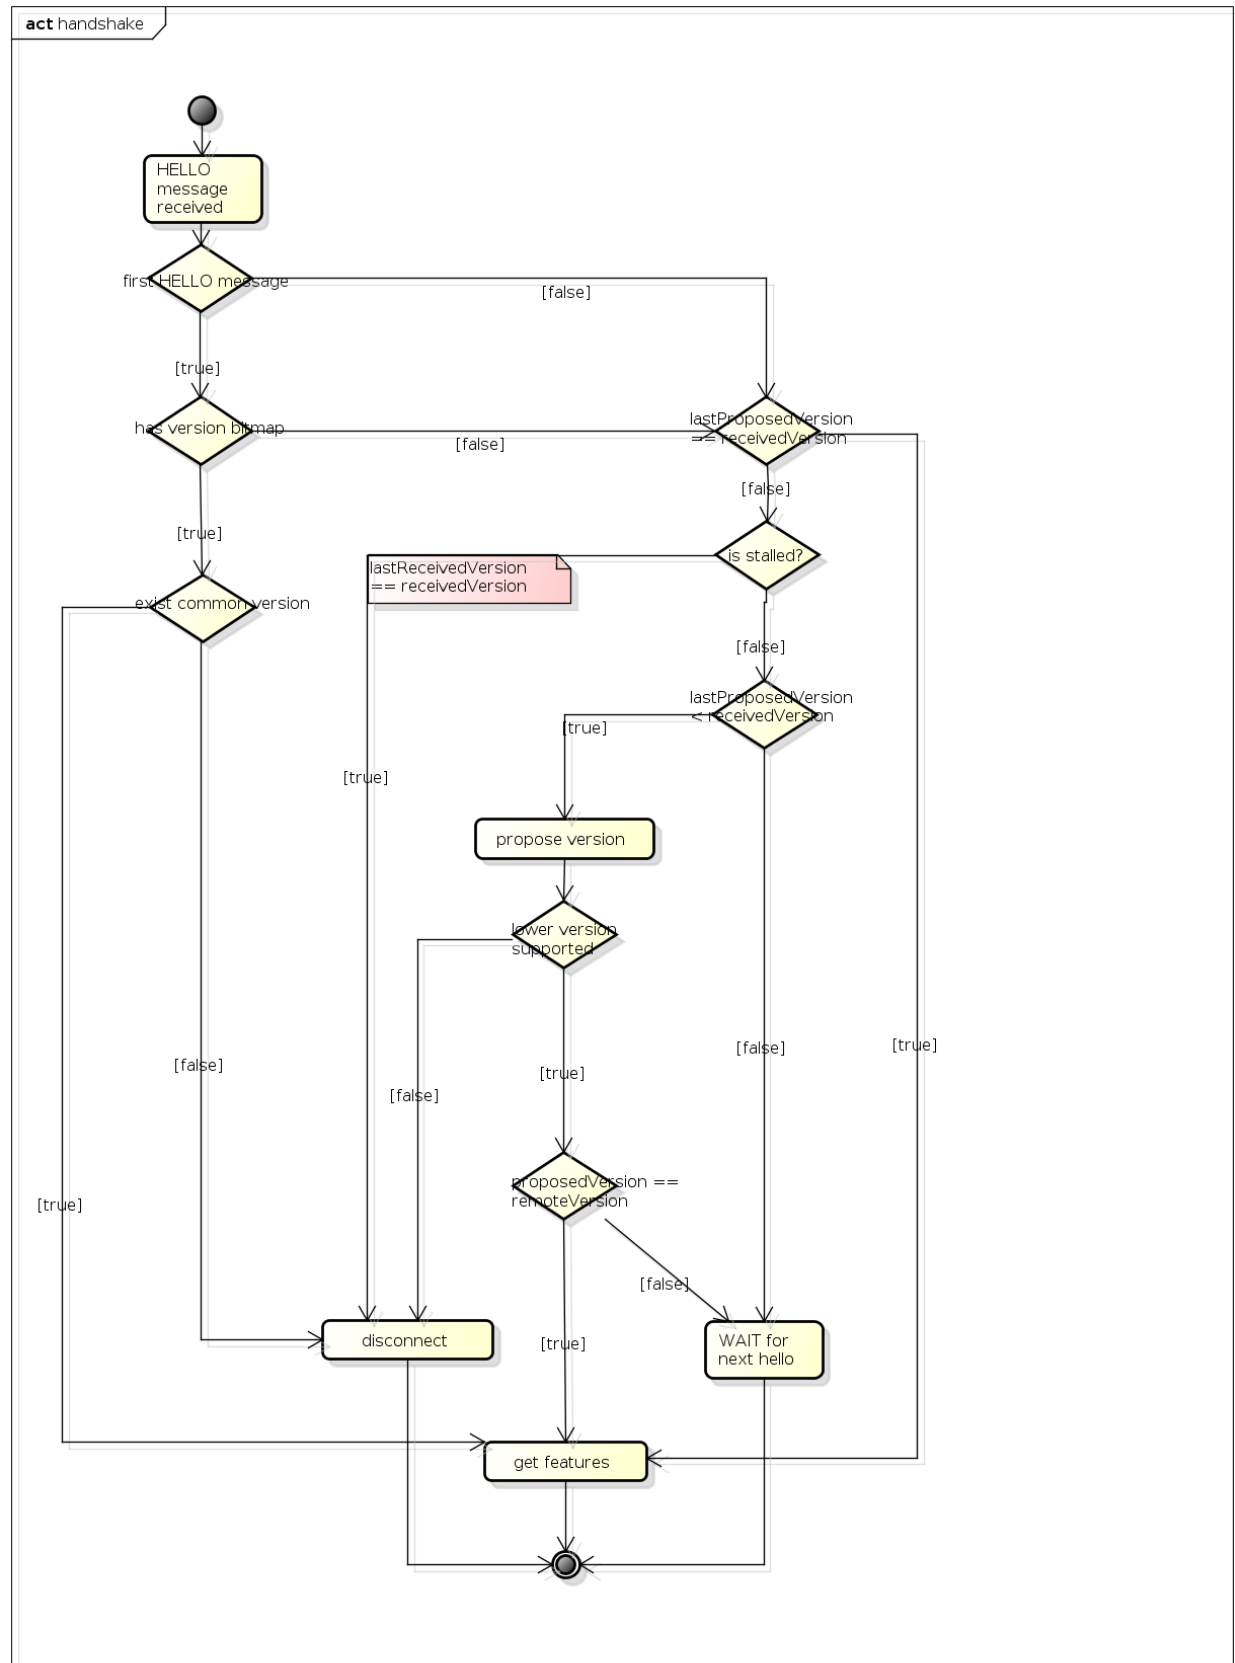 act handshake
HELLO
message
received
first HELLO message
[false]
[true]
has version bitmap
[false]
lastProposedVersion
== receivedVersion
[false]
[true]
is stalled?
lastReceivedVersion
== receivedVersion
exist common version
[false]
lastProposedVersion
< receivedVersion
[true]
[true]
propose version
lower version
supported
[false]
[true]
[false]
[true]
[false]
[true]
proposedVersion ==
remoteVersion
[true]
[false]
[true]
disconnect
WAIT for
next hello
get features